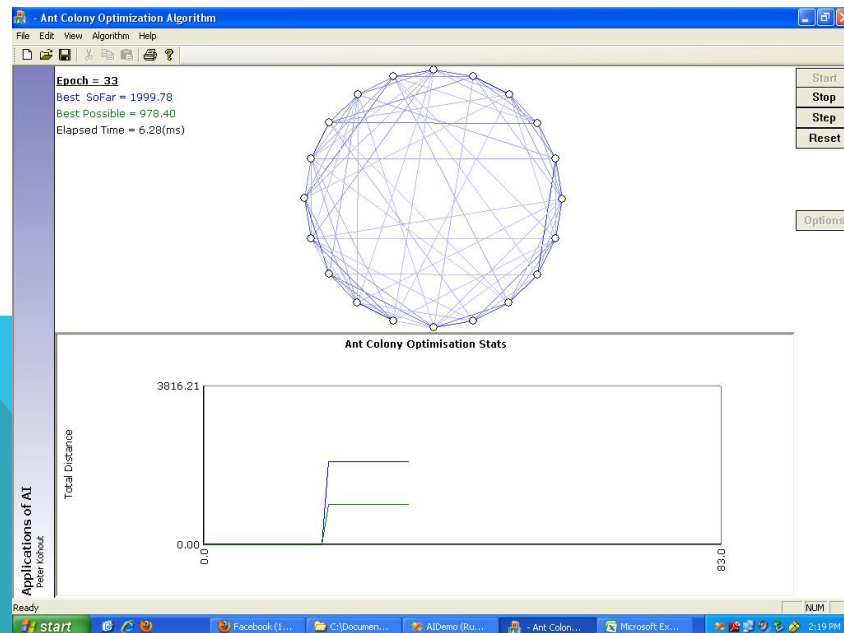 - Ant Colony Optimization Algorithm
File Edit View Algorithm Help
Epoch = 33
Best SoFar = 1999.78
Best Possible = 978.40
Elapsed Time = 6.28(ms)
Start
Stop
Step
Reset
Options
Applications of AI
Peter Kohout
Ant Colony Optimisation Stats
3816.21
Total Distance
0.00
0.0
83.0
Ready
NUM
start
Facebook (1...
C:\Documen...
AIDemo (Ru...
- Ant Colon...
Microsoft Ex...
2:19 PM